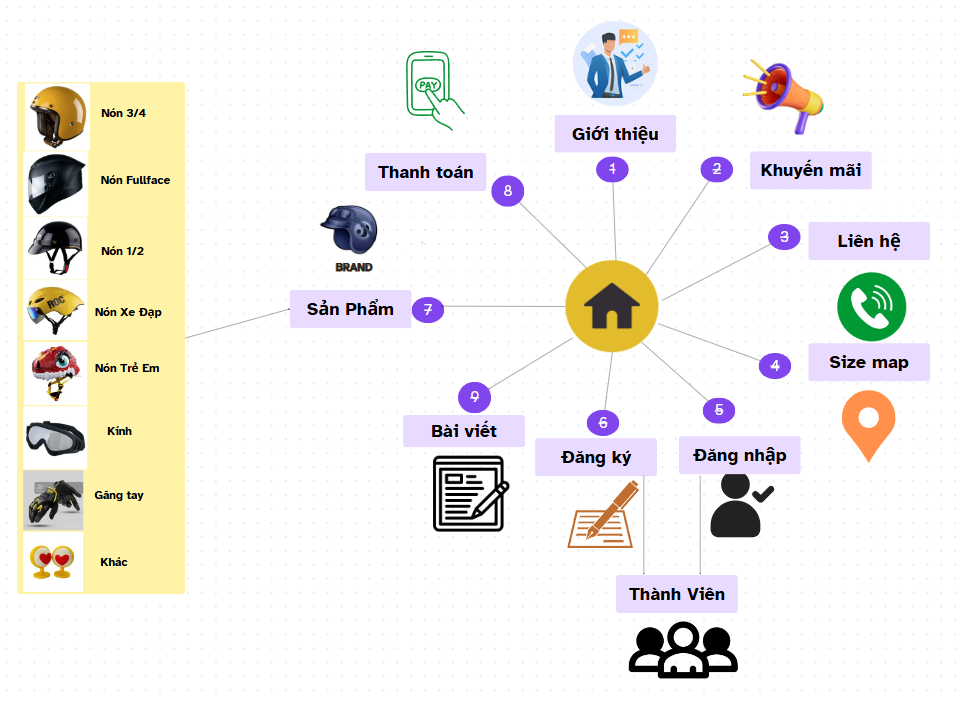 PAY
Giới thiệu
1
Khuyến mãi
2
Liên hệ
3
Size map
4
Đăng nhập
5
Đăng ký
6
Thành Viên
Sản Phẩm
7
BRAND
Thanh toán
8
Bài viết
9
Nón 3/4
Nón Fullface
Nón 1/2
Nón Xe Đạp
ROC
Nón Trẻ Em
Kính
Găng tay
Khác